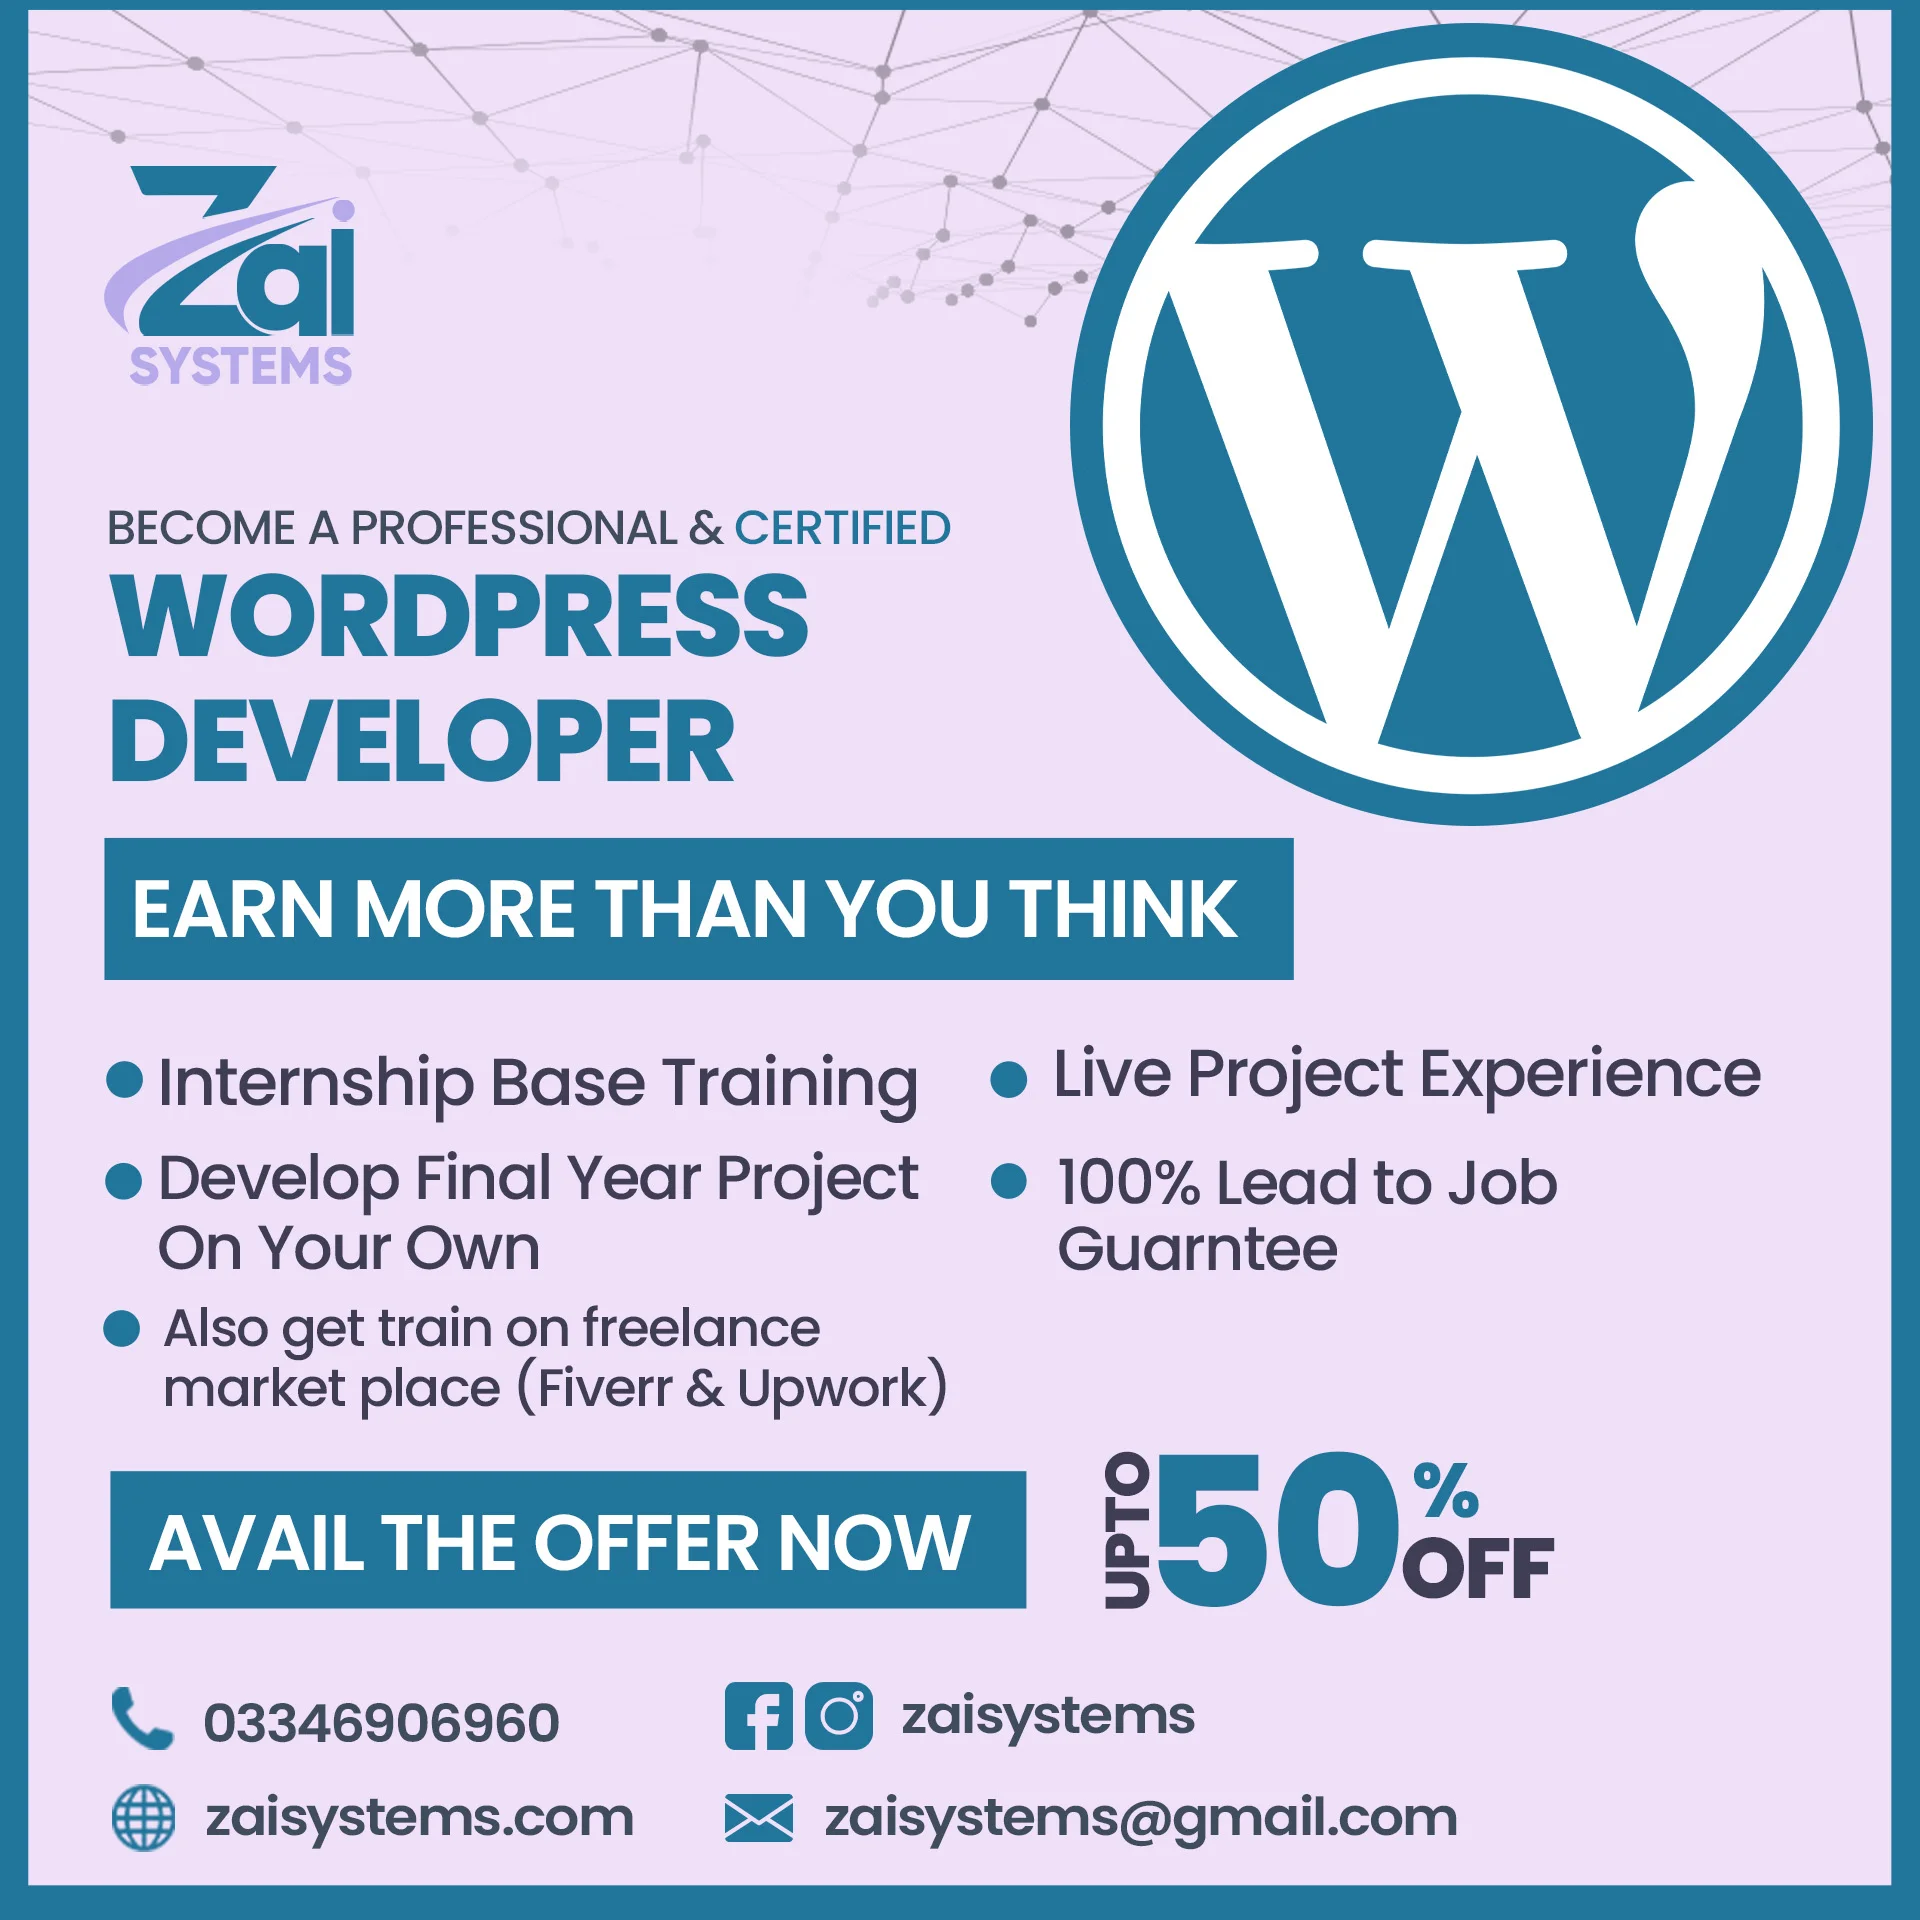 Zai
SYSTEMS
BECOME A PROFESSIONAL & CERTIFIED
WORDPRESS
DEVELOPER
EARN MORE THAN YOU THINK
Internship Base Training
Develop Final Year Project
On Your Own
Also get train on freelance
market place (Fiverr & Upwork)
Live Project Experience
100% Lead to Job
Guarntee
AVAIL THE OFFER NOW
UPTO
50%
OFF
03346906960
zaisystems
zaisystems.com
zaisystems@gmail.com